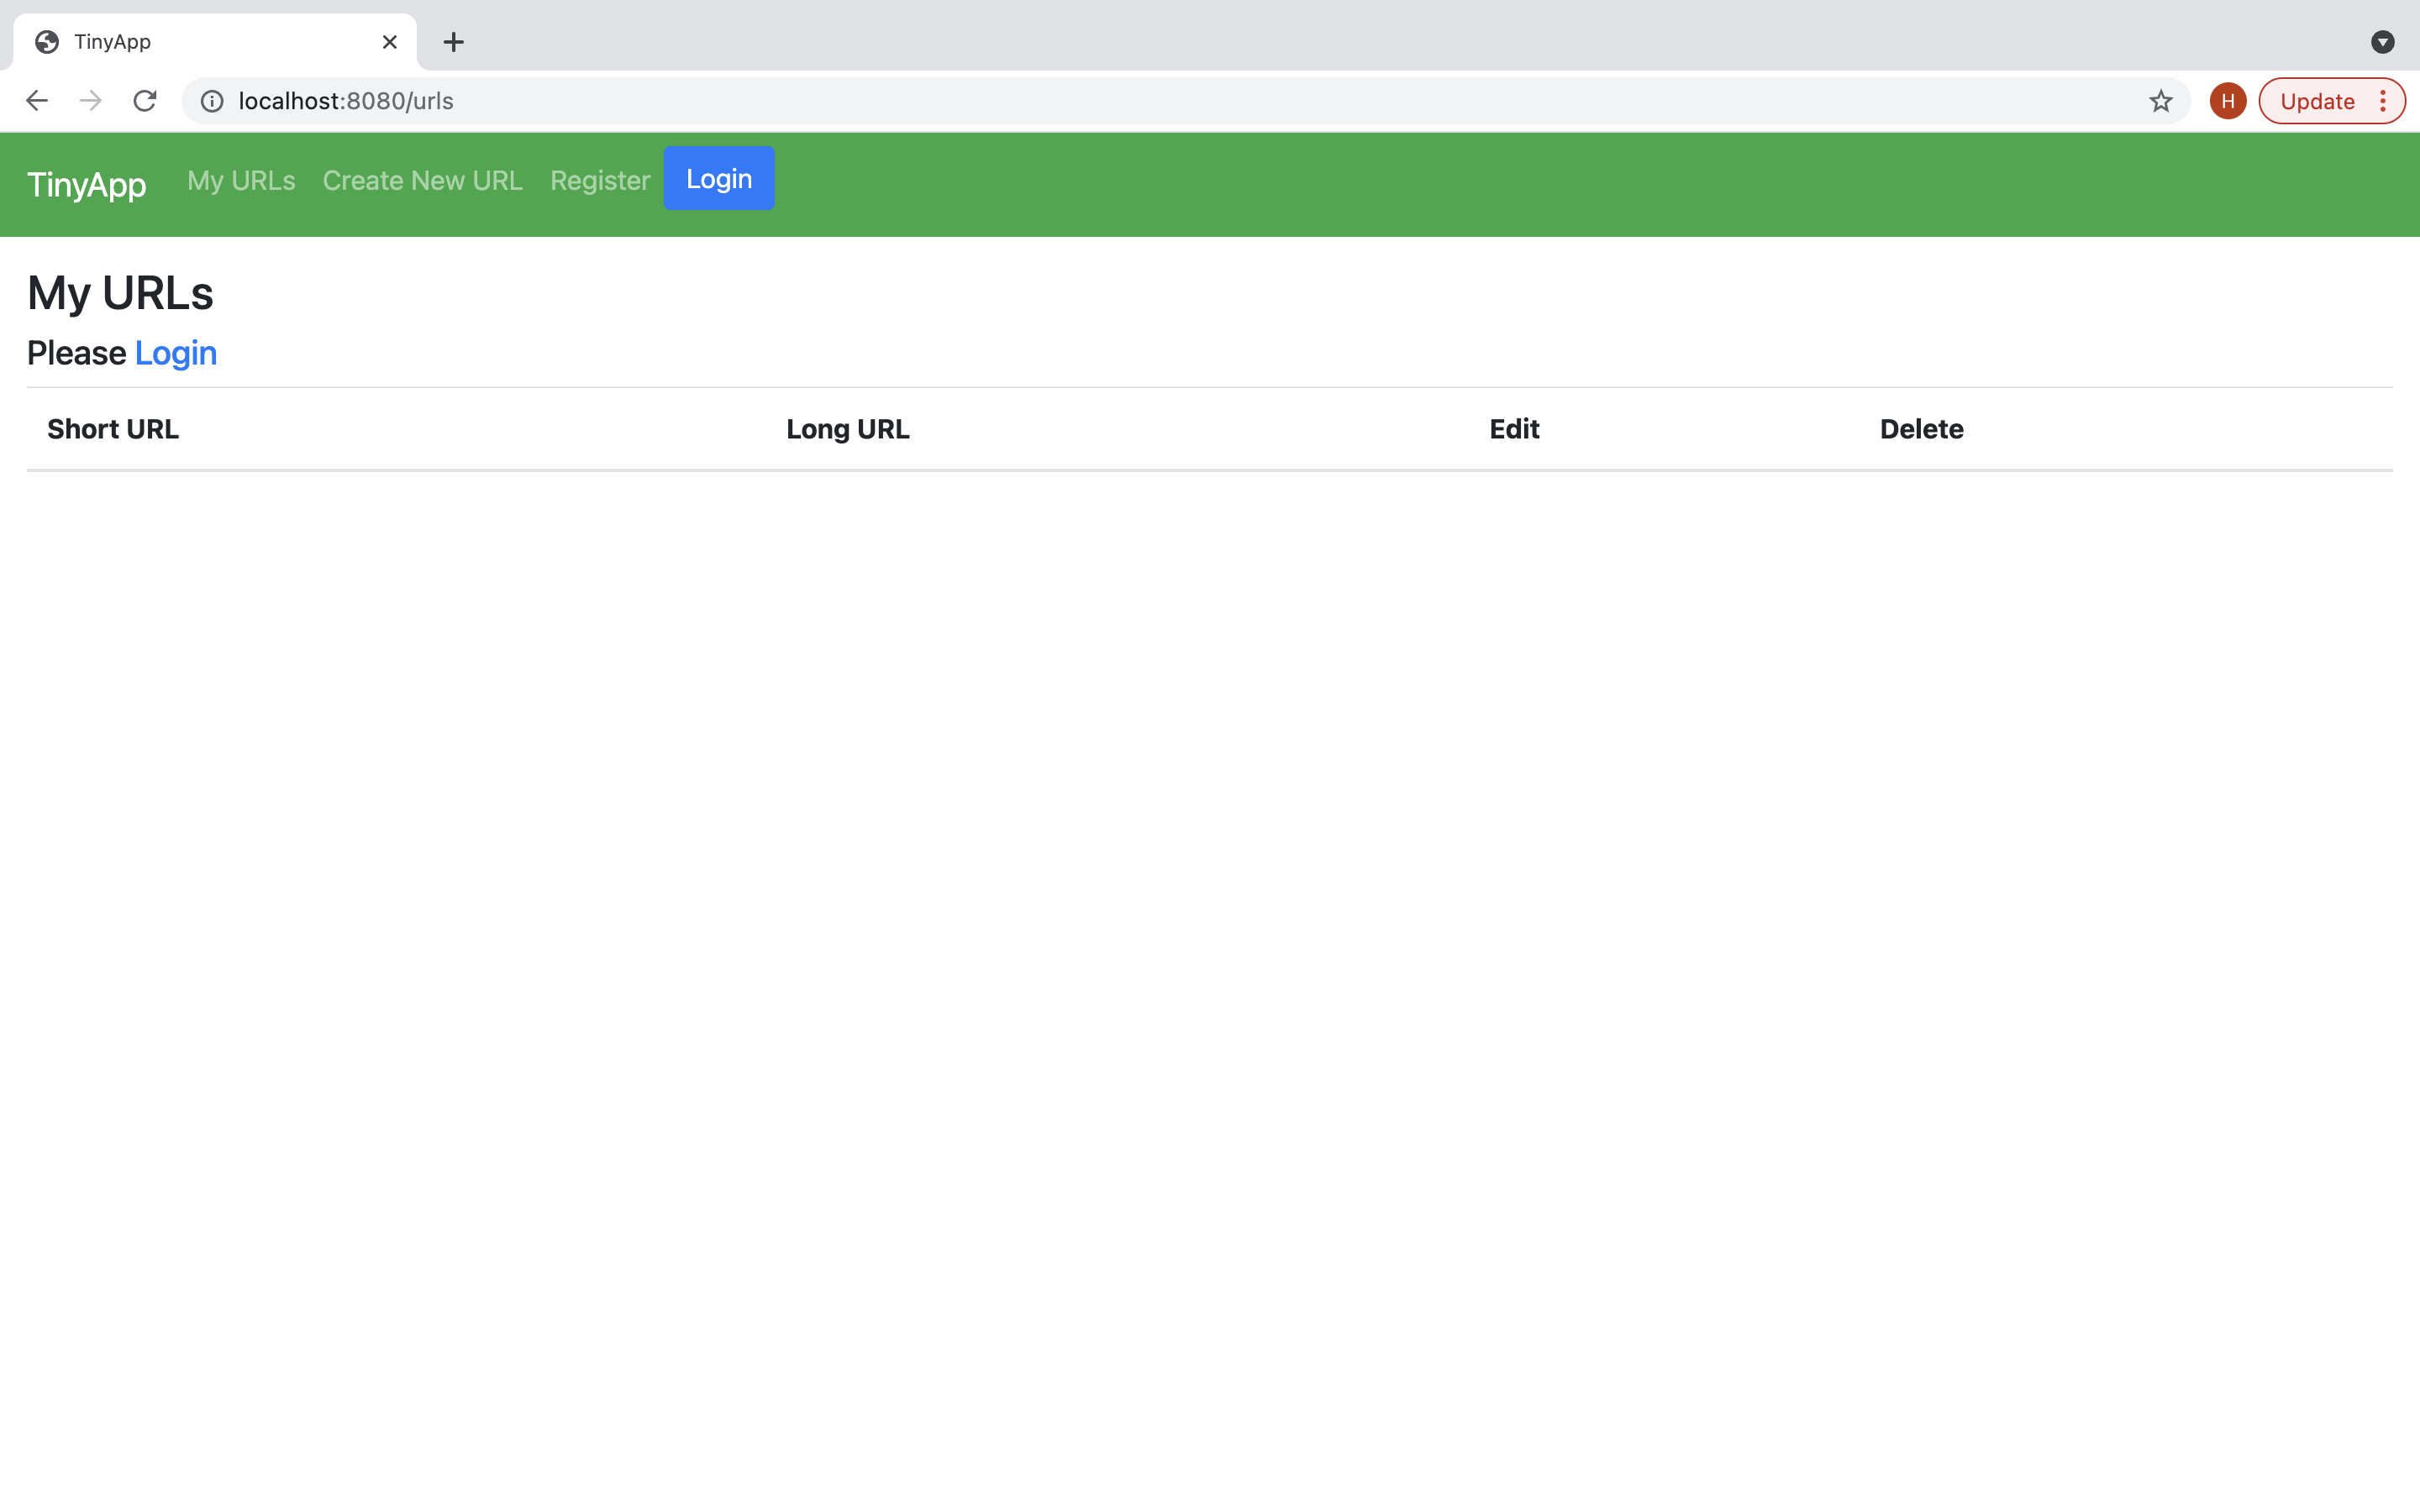 TinyApp
localhost:8080/urls
H
Update
TinyApp My URLs Create New URL Register Login
My URLs
Please Login
Short URL Long URL Edit Delete